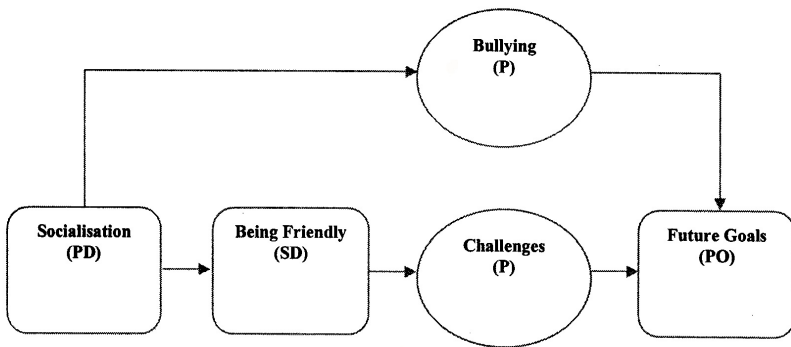 Bullying
(P)
Socialisation
(PD)
Being Friendly
(SD)
Challenges
(P)
Future Goals
(PO)